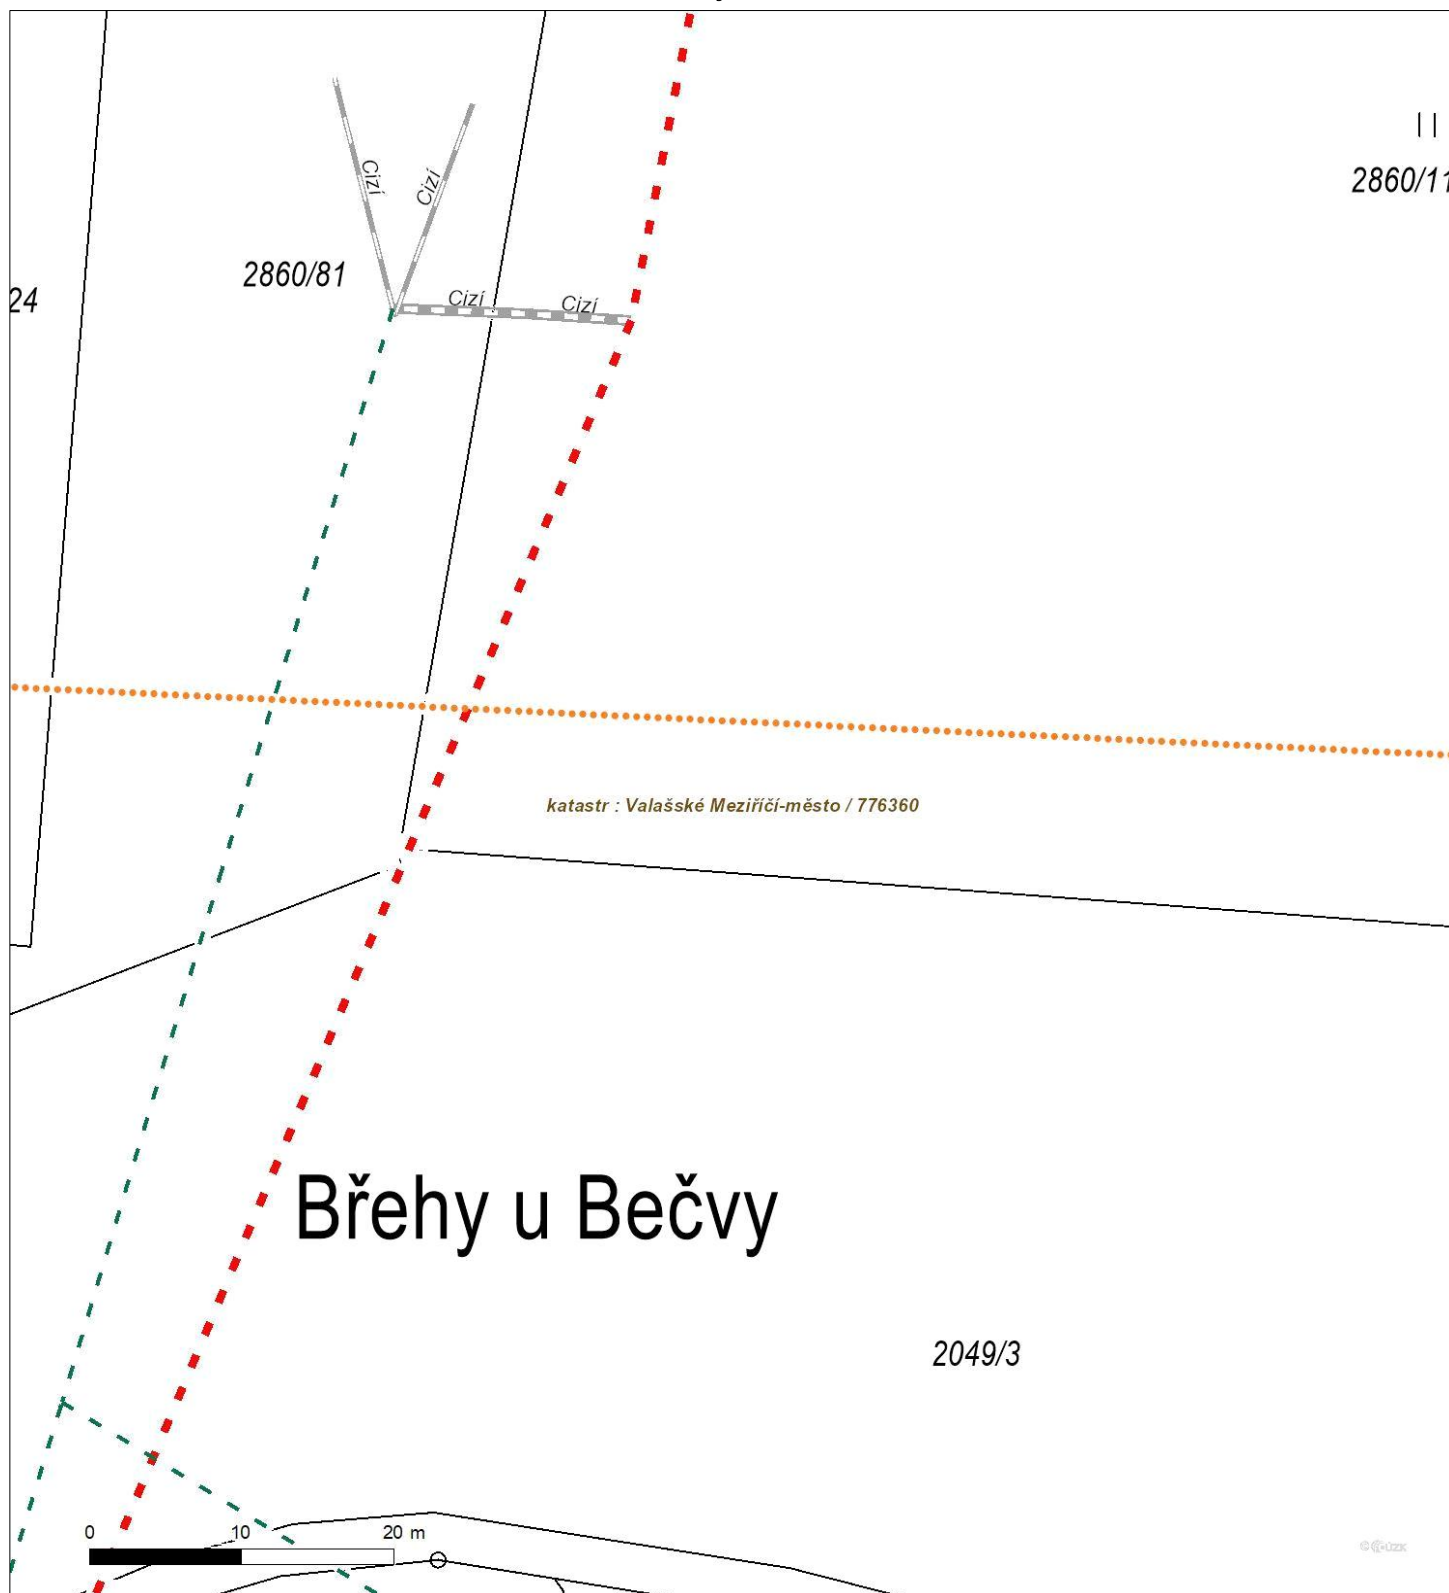 2860/11
Cizí
Cizí
2860/81
24
Cizí
Cizí
katastr : Valašské Meziříčí-město / 776360
Břehy u Bečvy
2049/3
0 10 20 m
© ČÚZK